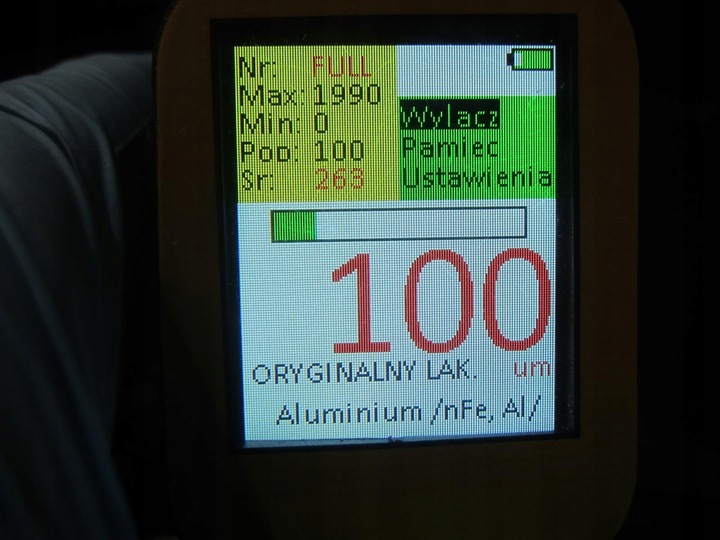 Nr: FULL
Max: 1990
Min: 0
Pop: 100
Sr: 263
Wylacz
Pamiec
Ustawienia
100
ORYGINALNY LAK. um
Aluminium /nFe, Al/